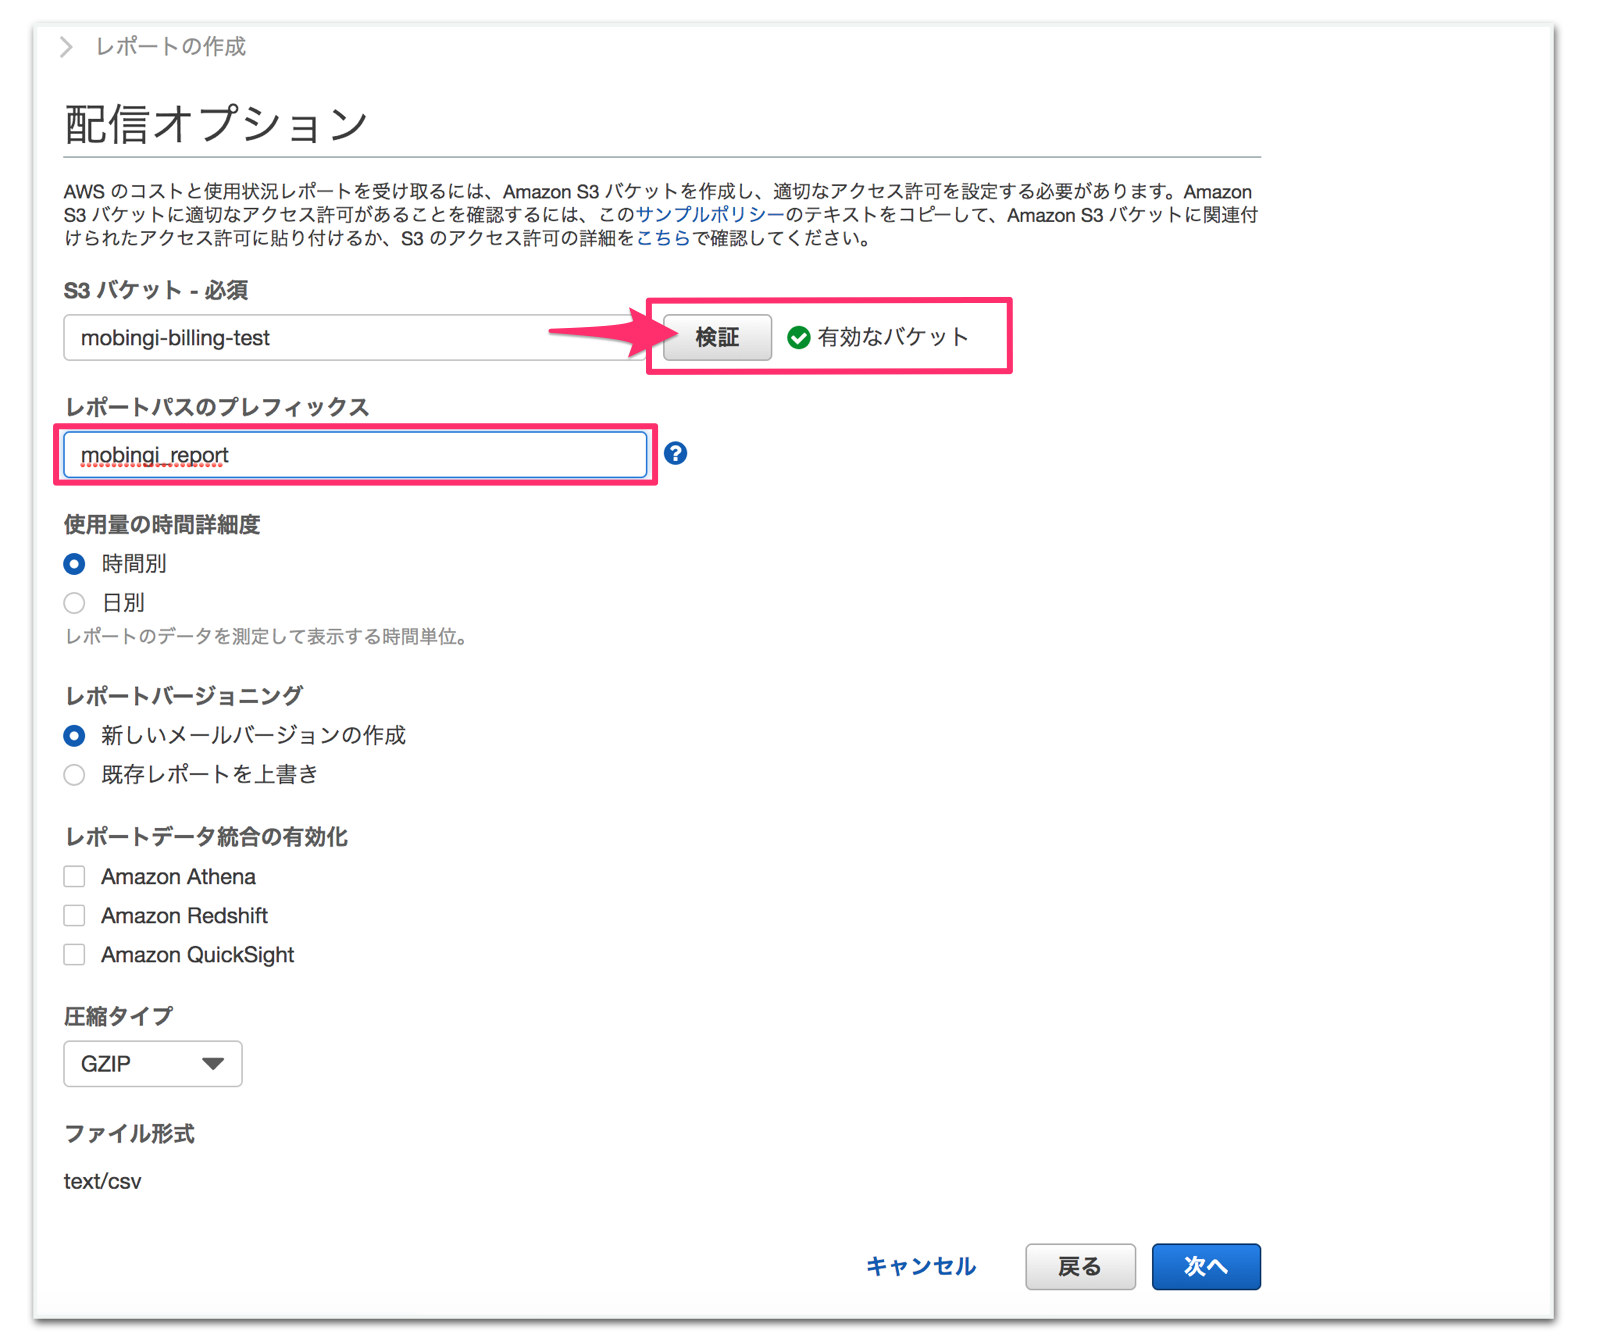 レポートの作成
配信オプション
AWS のコストと使用状況レポートを受け取るには、Amazon S3 バケットを作成し、適切なアクセス許可を設定する必要があります。Amazon
S3 バケットに適切なアクセス許可があることを確認するには、このサンプルポリシーのテキストをコピーして、Amazon S3 バケットに関連付
けられたアクセス許可に貼り付けるか、S3 のアクセス許可の詳細をこちらで確認してください。
S3 バケット - 必須
mobingi-billing-test 検証 有効なバケット
レポートパスのプレフィックス
mobingi_report ?
使用量の時間詳細度
時間別
日別
レポートのデータを測定して表示する時間単位。
レポートバージョニング
新しいメールバージョンの作成
既存レポートを上書き
レポートデータ統合の有効化
Amazon Athena
Amazon Redshift
Amazon QuickSight
圧縮タイプ
GZIP
ファイル形式
text/csv
キャンセル 戻る 次へ